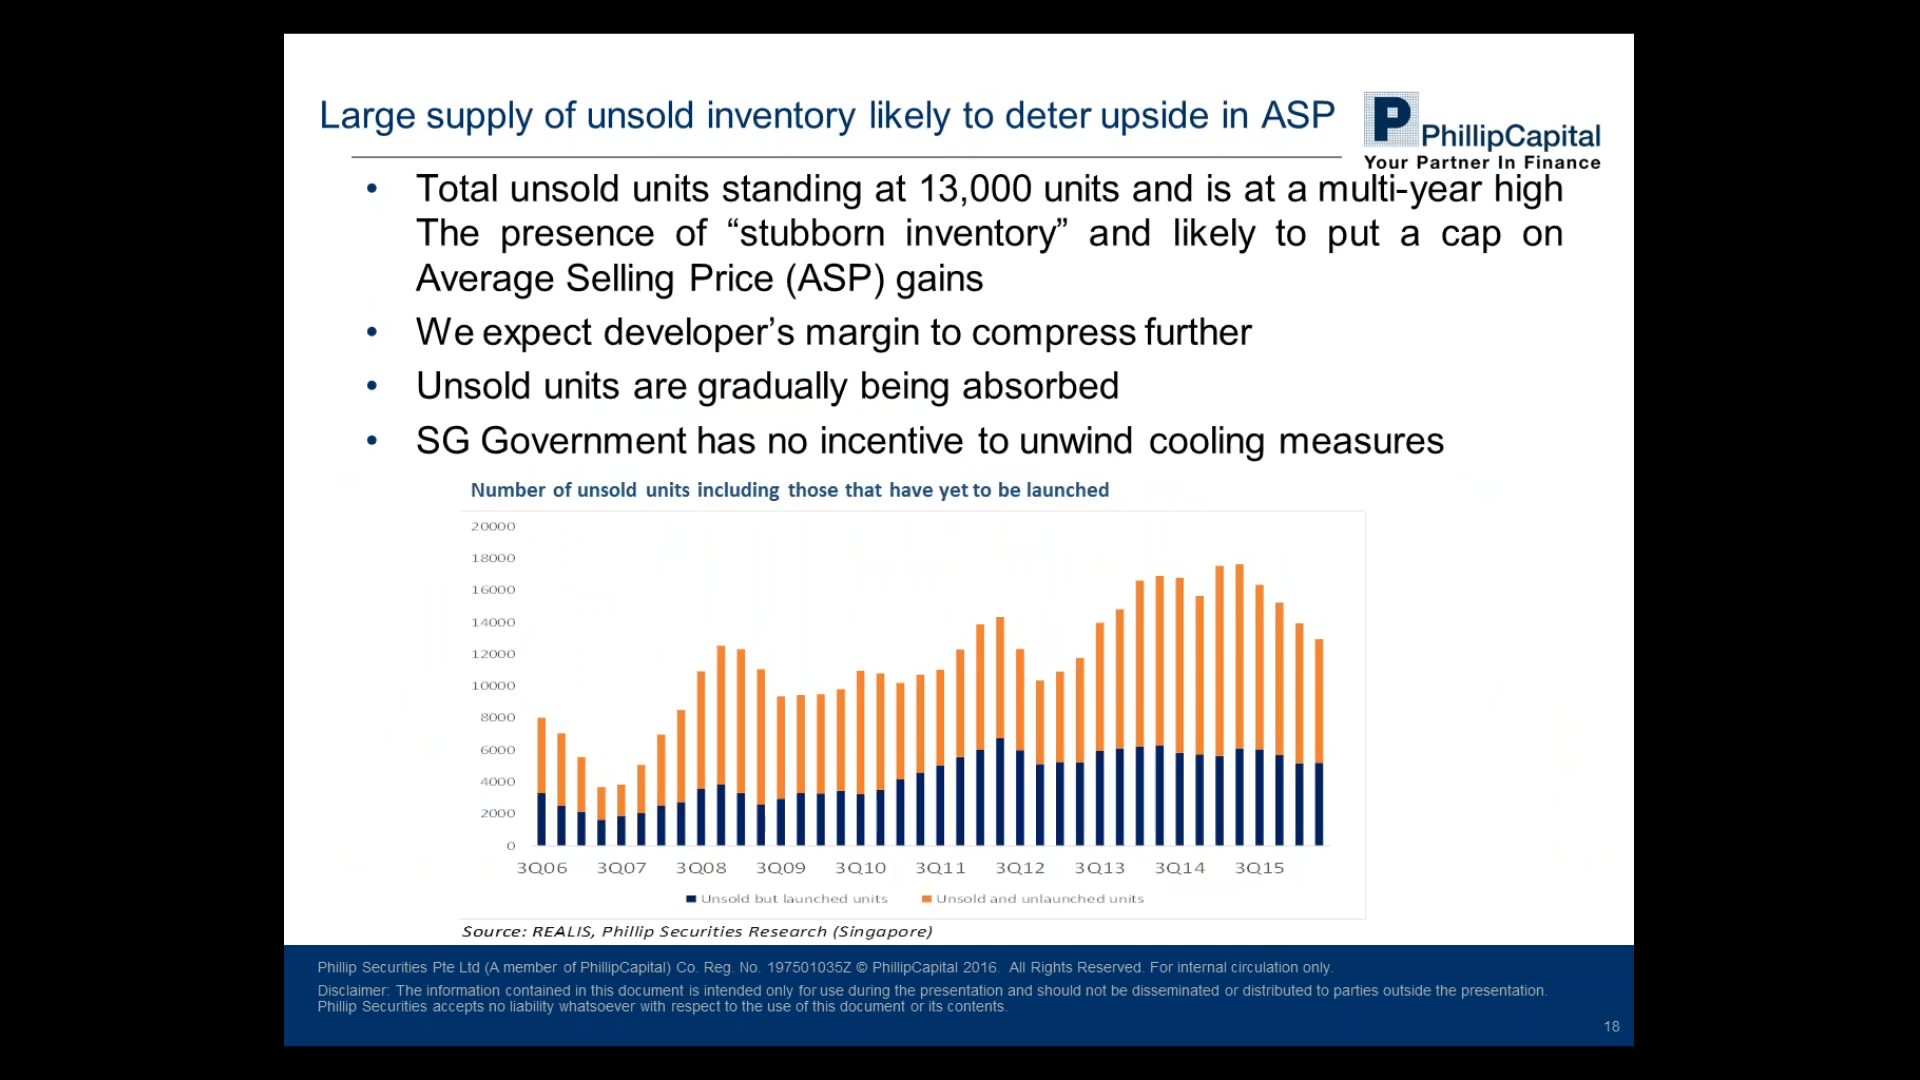 Large supply of unsold inventory likely to deter upside in ASP
P PhillipCapital
Your Partner In Finance
• Total unsold units standing at 13,000 units and is at a multi-year high
The presence of “stubborn inventory” and likely to put a cap on
Average Selling Price (ASP) gains
• We expect developer’s margin to compress further
• Unsold units are gradually being absorbed
• SG Government has no incentive to unwind cooling measures
Number of unsold units including those that have yet to be launched
20000
18000
16000
14000
12000
10000
8000
6000
4000
2000
0
3Q06 3Q07 3Q08 3Q09 3Q10 3Q11 3Q12 3Q13 3Q14 3Q15
Unsold but launched units Unsold and unlaunched units
Source: REALIS, Phillip Securities Research (Singapore)
Phillip Securities Pte Ltd (A member of PhillipCapital) Co. Reg. No. 197501035Z © PhillipCapital 2016. All Rights Reserved. For internal circulation only.
Disclaimer: The information contained in this document is intended only for use during the presentation and should not be disseminated or distributed to parties outside the presentation.
Phillip Securities accepts no liability whatsoever with respect to the use of this document or its contents.
18